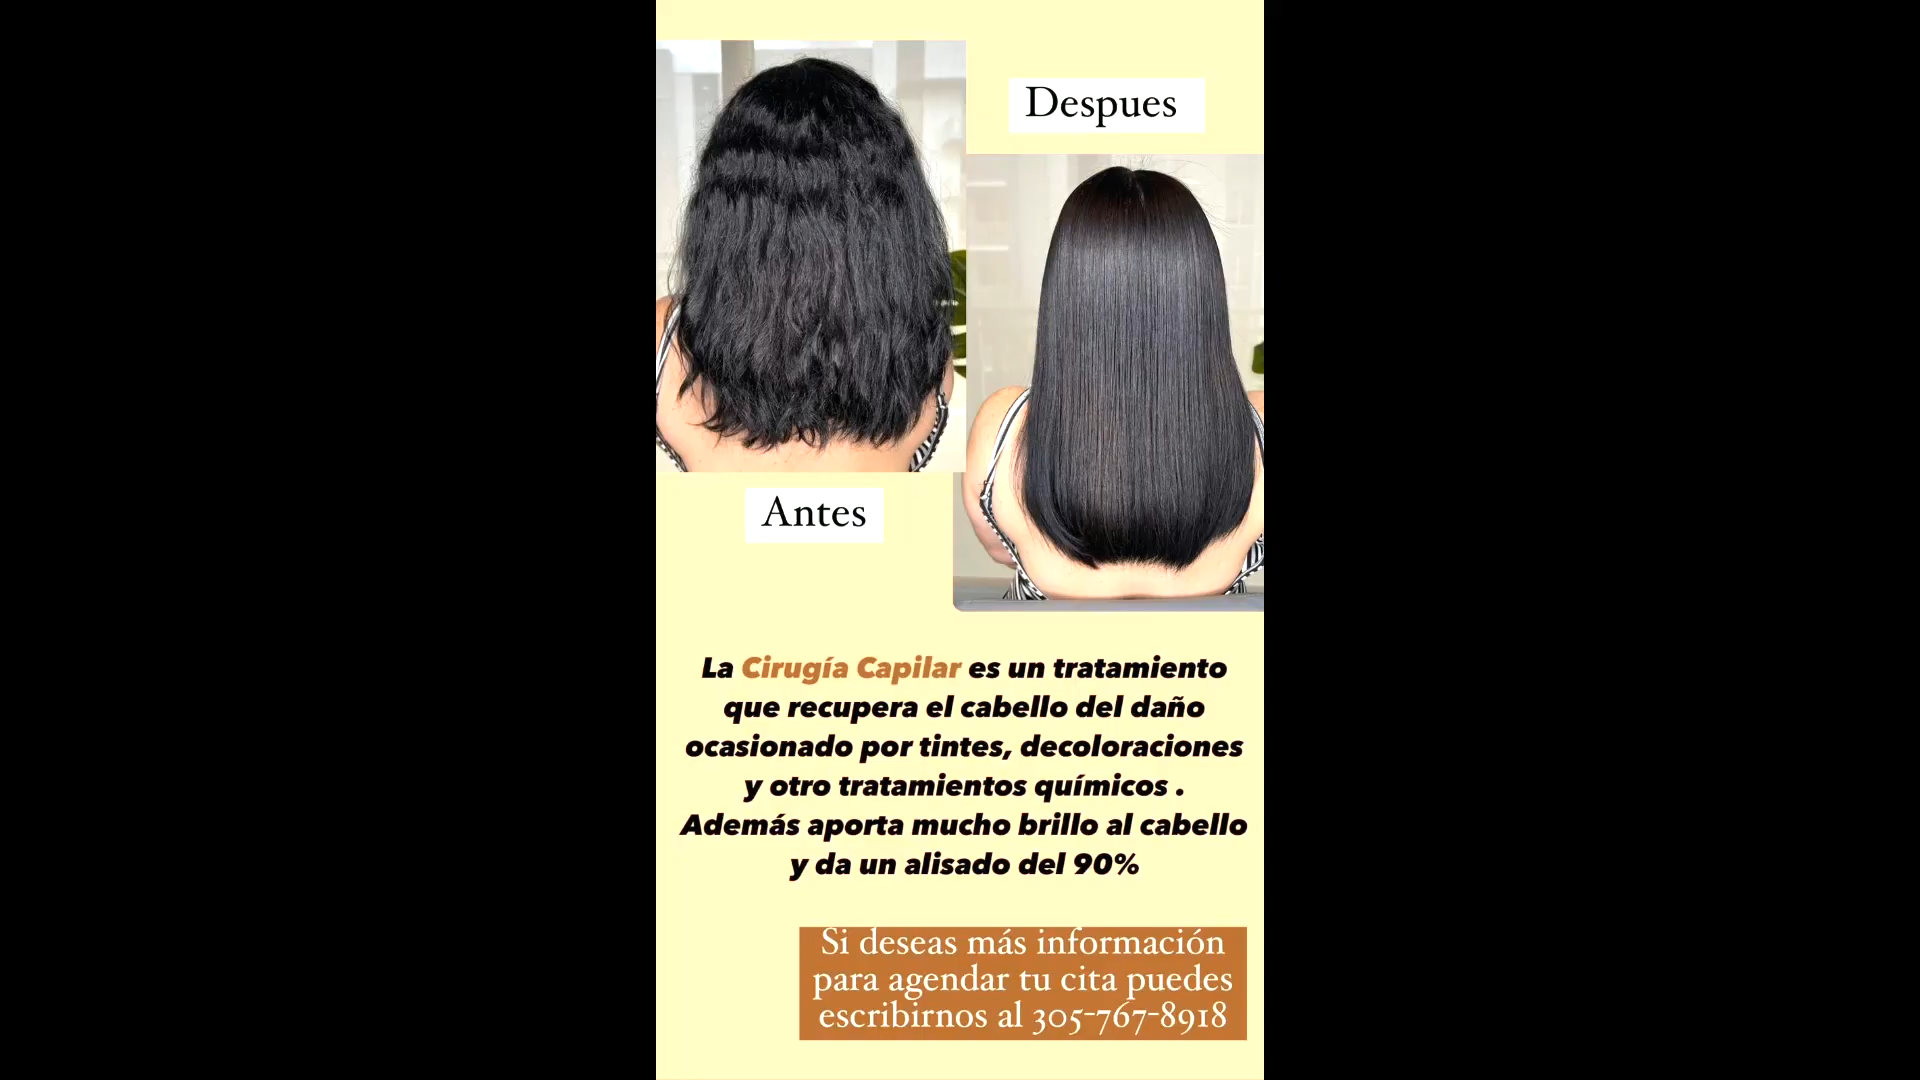 Despues
Antes
La Cirugía Capilar es un tratamiento
que recupera el cabello del daño
ocasionado por tintes, decoloraciones
y otro tratamientos químicos .
Además aporta mucho brillo al cabello
y da un alisado del 90%
Si deseas más información
para agendar tu cita puedes
escribirnos al 305-767-8918